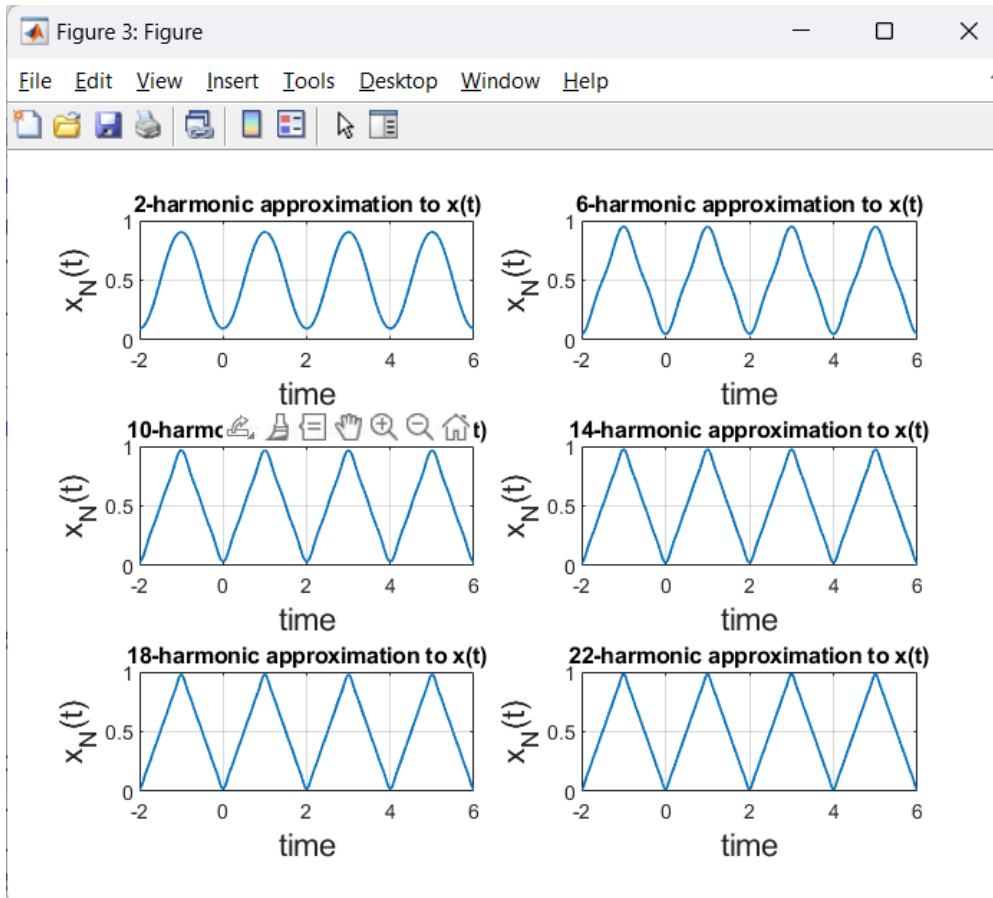 Figure 3: Figure
File Edit View Insert Tools Desktop Window Help
2-harmonic approximation to x(t)
1
0.5
0
x_N(t)
-2 0 2 4 6
time
6-harmonic approximation to x(t)
1
0.5
0
x_N(t)
-2 0 2 4 6
time
10-harmo t)
1
0.5
0
x_N(t)
-2 0 2 4 6
time
14-harmonic approximation to x(t)
1
0.5
0
x_N(t)
-2 0 2 4 6
time
18-harmonic approximation to x(t)
1
0.5
0
x_N(t)
-2 0 2 4 6
time
22-harmonic approximation to x(t)
1
0.5
0
x_N(t)
-2 0 2 4 6
time